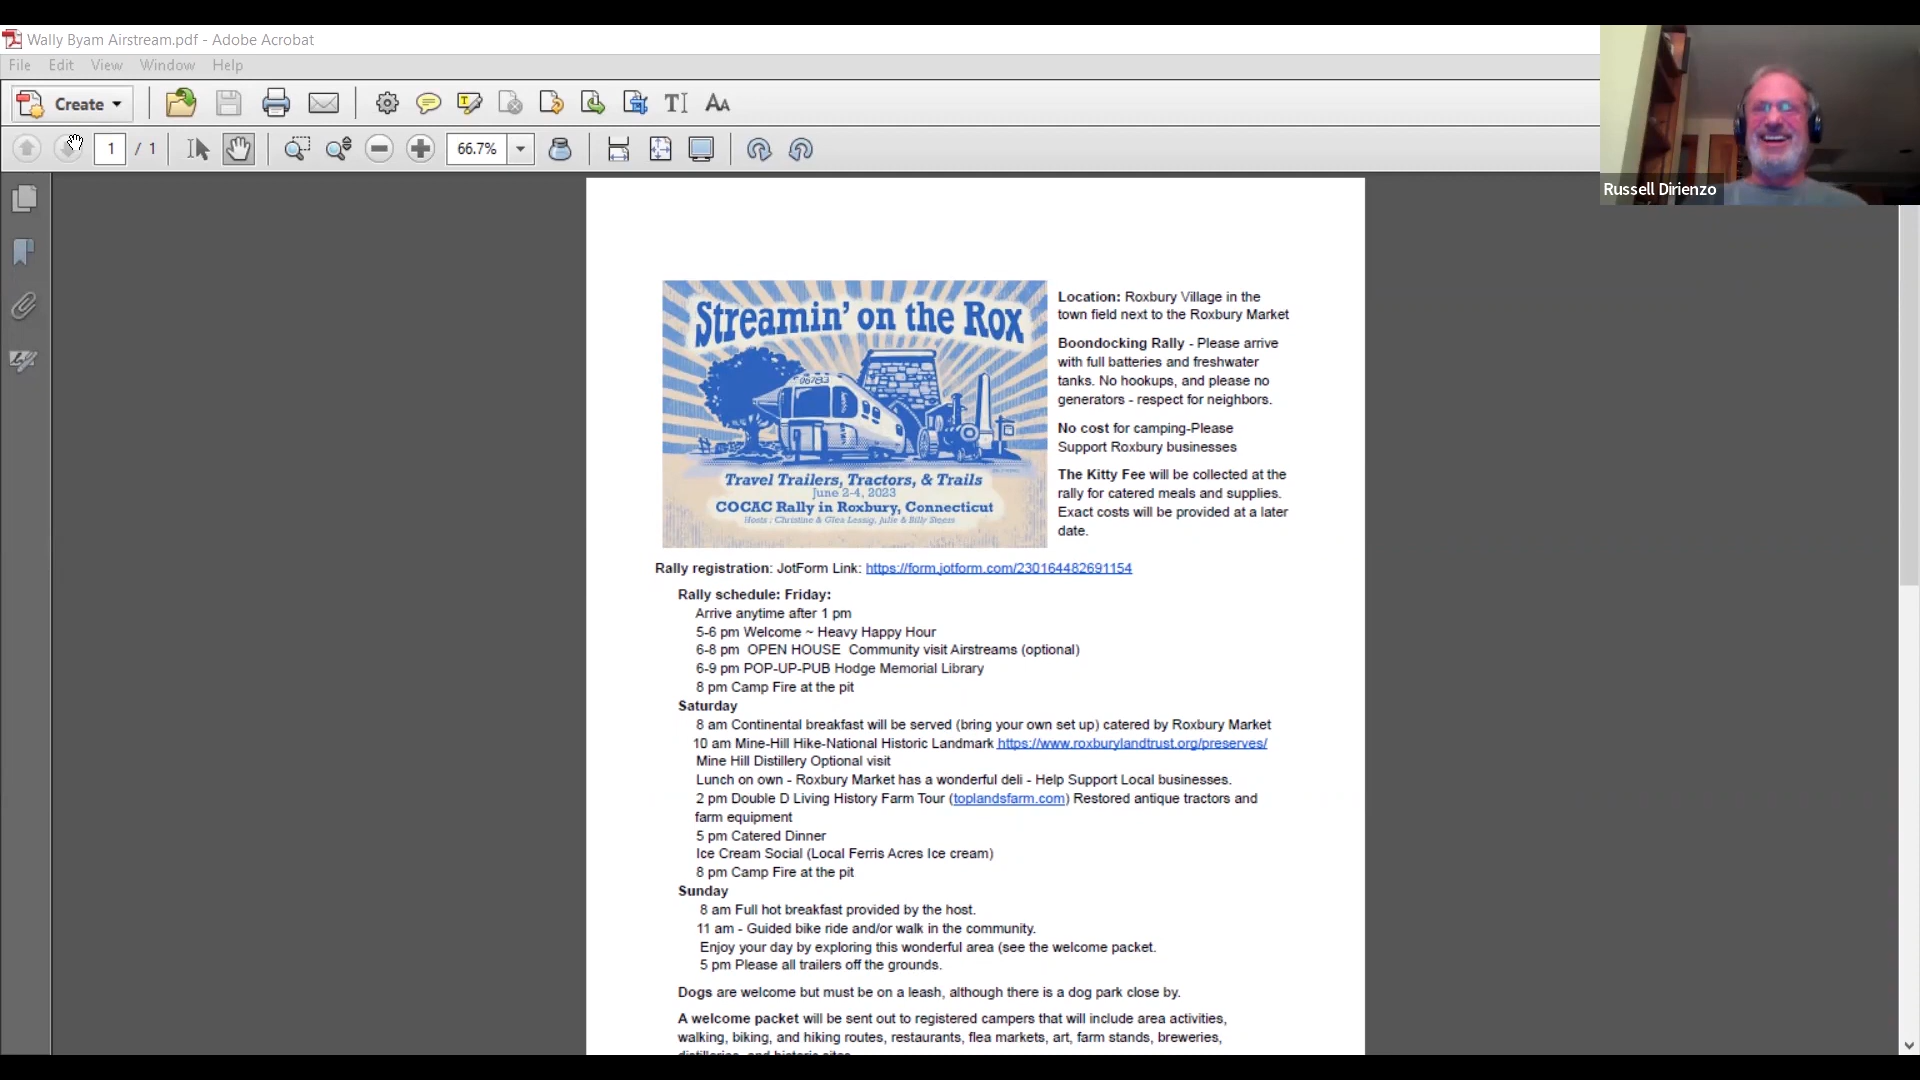 Wally Byam Airstream.pdf - Adobe Acrobat
File Edit View Window Help
Create
1 / 1
66.7%
Russell Dirienzo
Streamin' on the Rox
Travel Trailers, Tractors, & Trails
June 2-4, 2023
COCAC Rally in Roxbury, Connecticut
Hosts : Christine & Glen
Julie & Billy
Location: Roxbury Village in the
town field next to the Roxbury Market
Boondocking Rally - Please arrive
with full batteries and freshwater
tanks. No hookups, and please no
generators - respect for neighbors.
No cost for camping-Please
Support Roxbury businesses
The Kitty Fee will be collected at the
rally for catered meals and supplies.
Exact costs will be provided at a later
date.
Rally registration: JotForm Link: https://form.jotform.com/230164482691154
Rally schedule: Friday:
Arrive anytime after 1 pm
5-6 pm Welcome ~ Heavy Happy Hour
6-8 pm OPEN HOUSE Community visit Airstreams (optional)
6-9 pm POP-UP-PUB Hodge Memorial Library
8 pm Camp Fire at the pit
Saturday
8 am Continental breakfast will be served (bring your own set up) catered by Roxbury Market
10 am Mine-Hill Hike-National Historic Landmark https://www.roxburylandtrust.org/preserves/
Mine Hill Distillery Optional visit
Lunch on own - Roxbury Market has a wonderful deli - Help Support Local businesses.
2 pm Double D Living History Farm Tour (toplandsfarm.com) Restored antique tractors and
farm equipment
5 pm Catered Dinner
Ice Cream Social (Local Ferris Acres Ice cream)
8 pm Camp Fire at the pit
Sunday
8 am Full hot breakfast provided by the host.
11 am - Guided bike ride and/or walk in the community.
Enjoy your day by exploring this wonderful area (see the welcome packet.
5 pm Please all trailers off the grounds.
Dogs are welcome but must be on a leash, although there is a dog park close by.
A welcome packet will be sent out to registered campers that will include area activities,
walking, biking, and hiking routes, restaurants, flea markets, art, farm stands, breweries,
distilleries, and historic sites